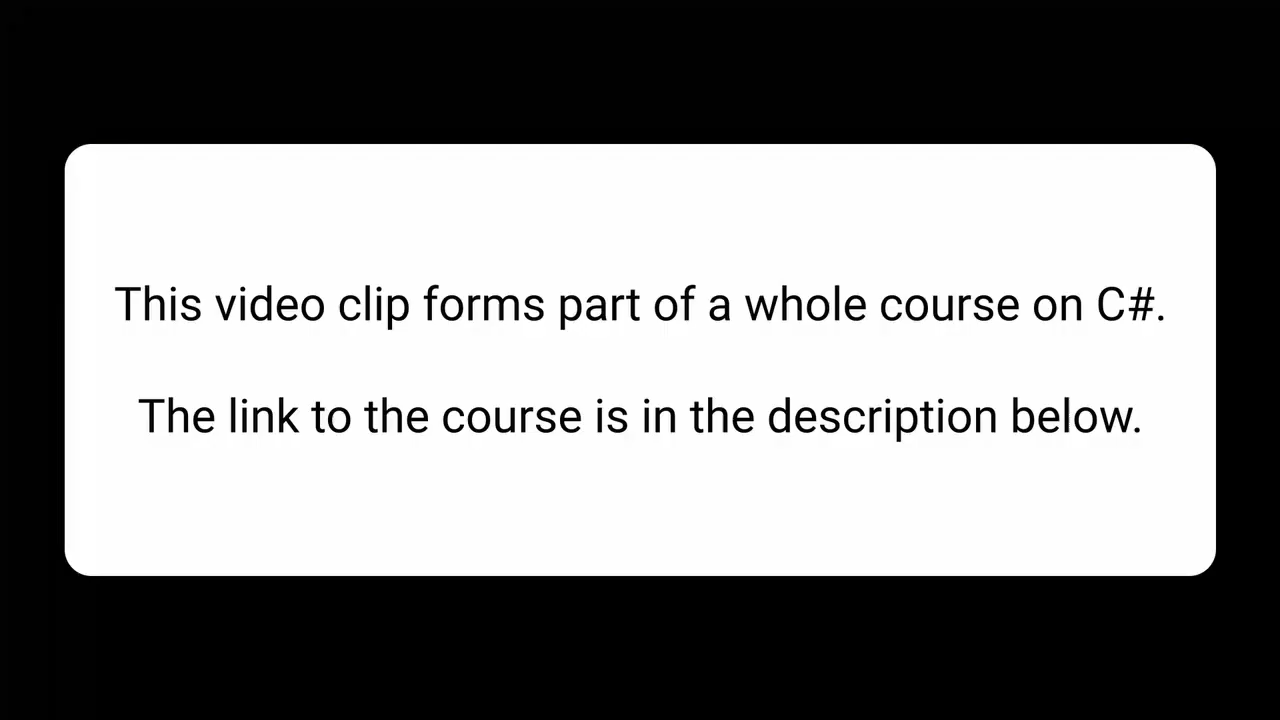 This video clip forms part of a whole course on C#.
The link to the course is in the description below.